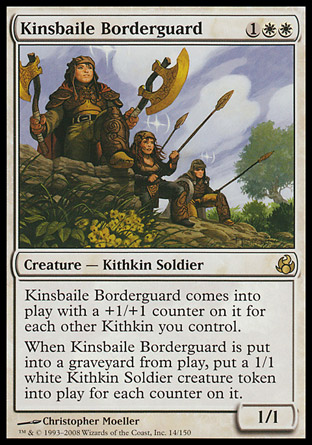 Kinsbaile Borderguard 1
Creature — Kithkin Soldier
Kinsbaile Borderguard comes into
play with a +1/+1 counter on it for
each other Kithkin you control.
When Kinsbaile Borderguard is put
into a graveyard from play, put a 1/1
white Kithkin Soldier creature token
into play for each counter on it.
Christopher Moeller
™ & © 1993–2008 Wizards of the Coast, Inc. 14/150
1/1